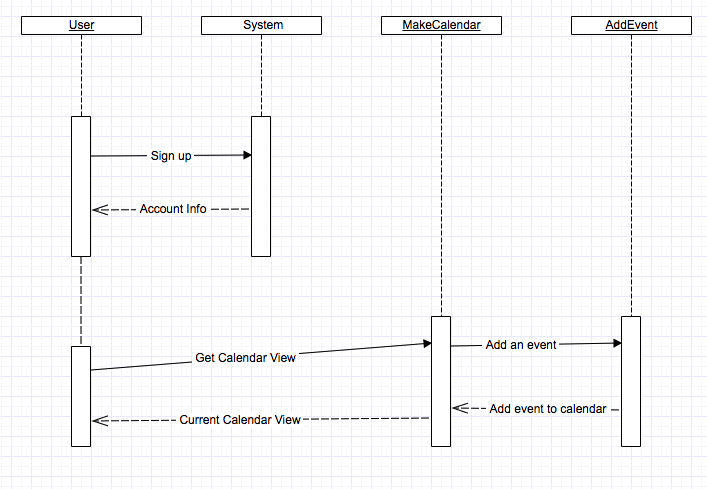 User
System
MakeCalendar
AddEvent
Sign up
Account Info
Add an event
Get Calendar View
Add event to calendar
Current Calendar View